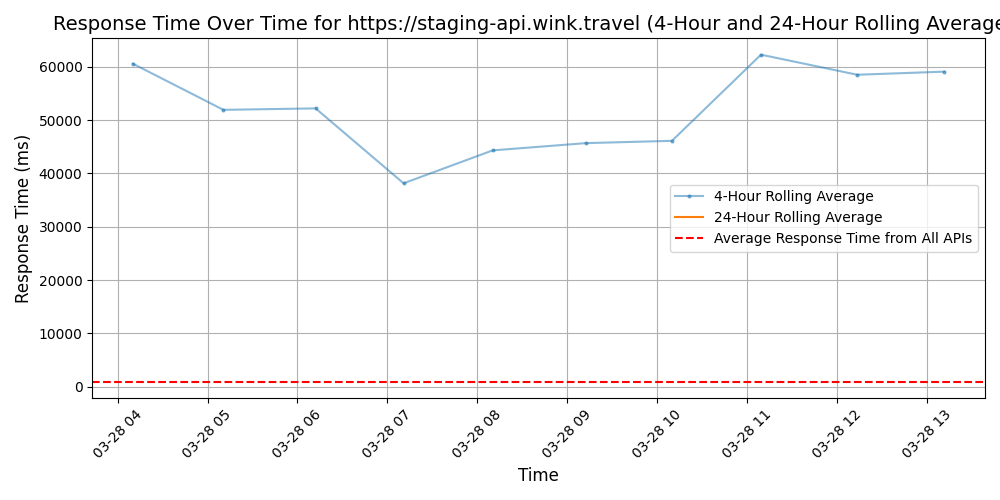 Response Time Over Time for https://staging-api.wink.travel (4-Hour and 24-Hour Rolling Average
Response Time (ms)
60000
50000
40000
30000
20000
10000
0
4-Hour Rolling Average
24-Hour Rolling Average
Average Response Time from All APIs
03-28 04
03-28 05
03-28 06
03-28 07
03-28 08
03-28 09
03-28 10
03-28 11
03-28 12
03-28 13
Time